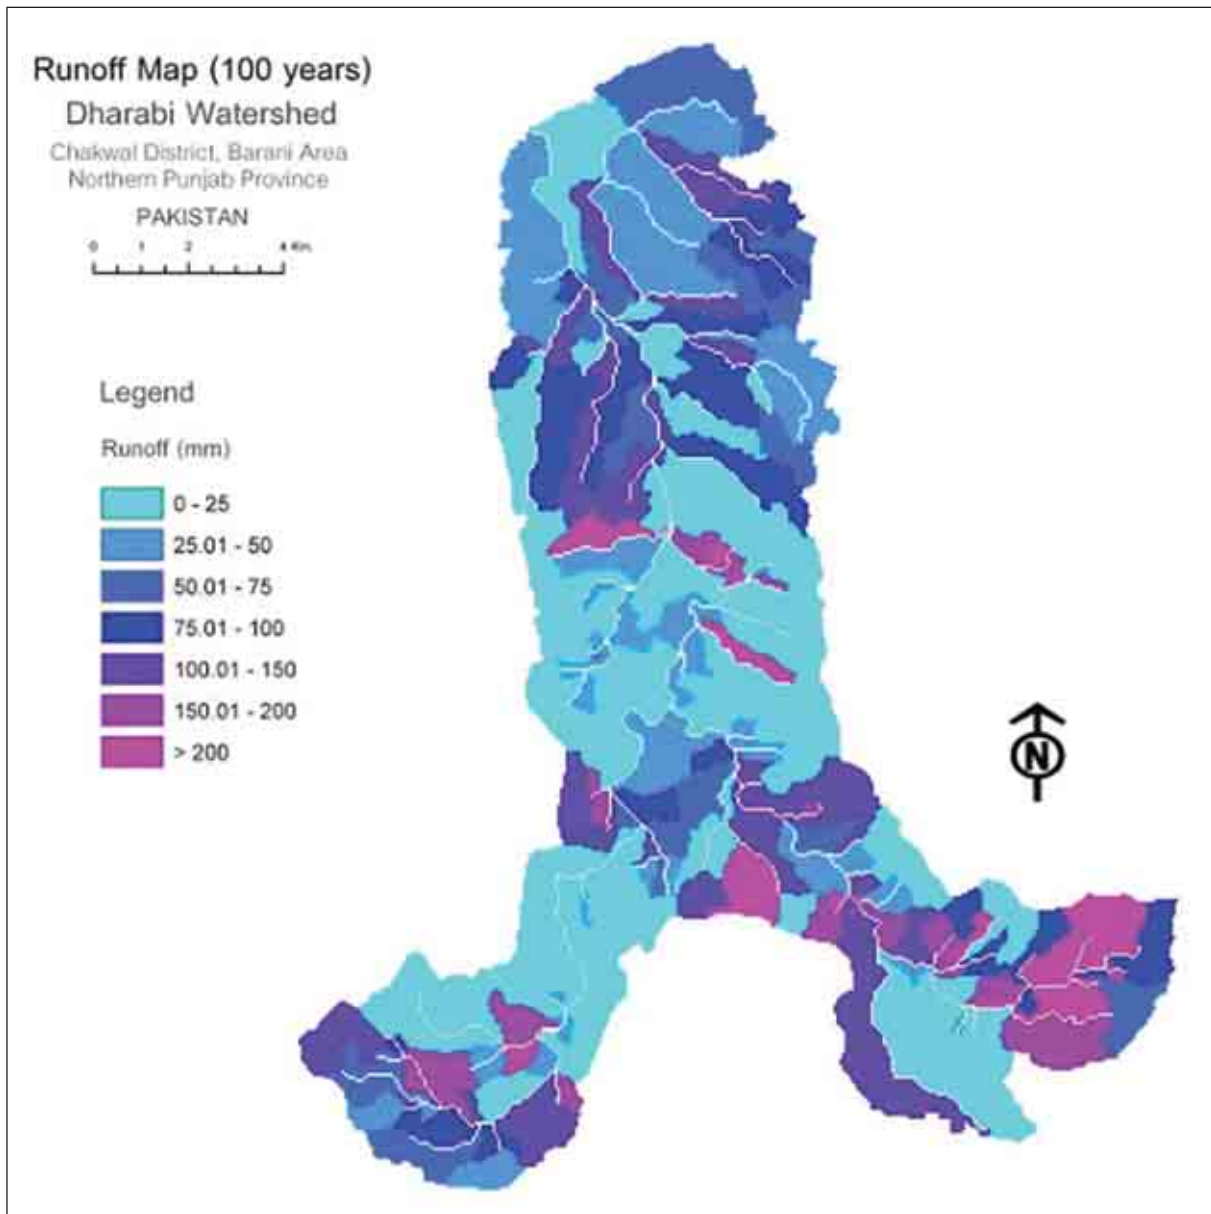 Runoff Map (100 years)
Dharabi Watershed
Chakwal District, Barani Area
Northern Punjab Province
PAKISTAN
0 1 2 4 Km.
Legend
Runoff (mm)
0 - 25
25.01 - 50
50.01 - 75
75.01 - 100
100.01 - 150
150.01 - 200
> 200
N